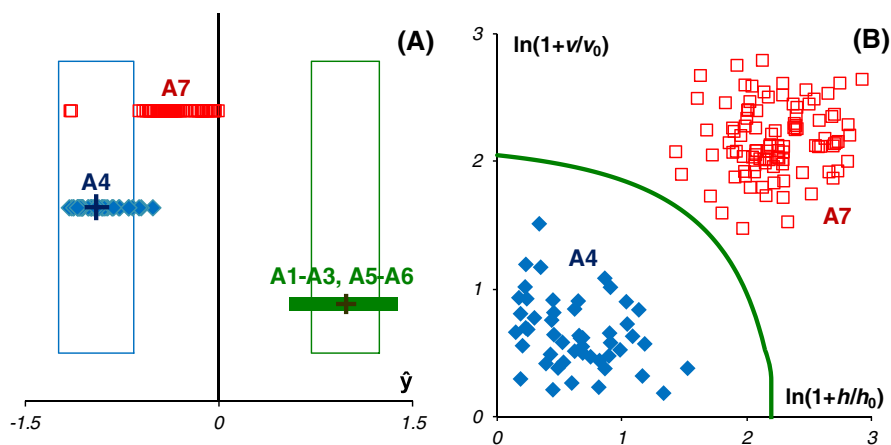 (A)
A7
A4
A1-A3, A5-A6
ŷ
-1.5
0
1.5
3
ln(1+v/v₀)
(B)
2
A7
A4
1
ln(1+h/h₀)
0
0
1
2
3